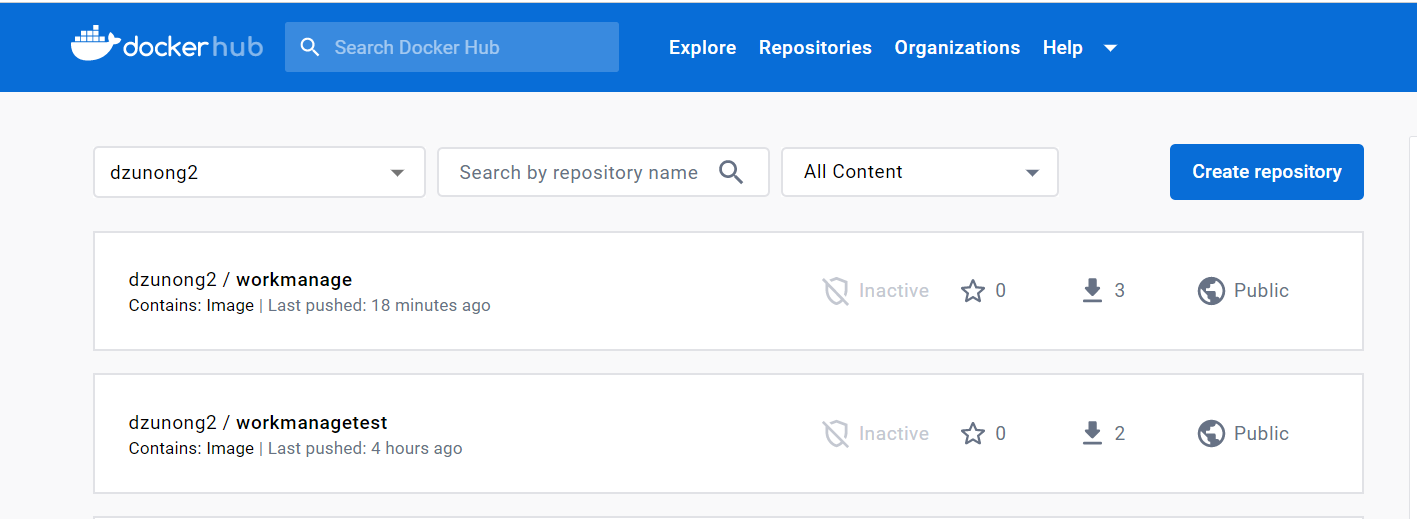 dockerhub Search Docker Hub Explore Repositories Organizations Help
dzunong2 Search by repository name All Content Create repository
dzunong2 / workmanage
Contains: Image | Last pushed: 18 minutes ago
Inactive 0 3 Public
dzunong2 / workmanagetest
Contains: Image | Last pushed: 4 hours ago
Inactive 0 2 Public